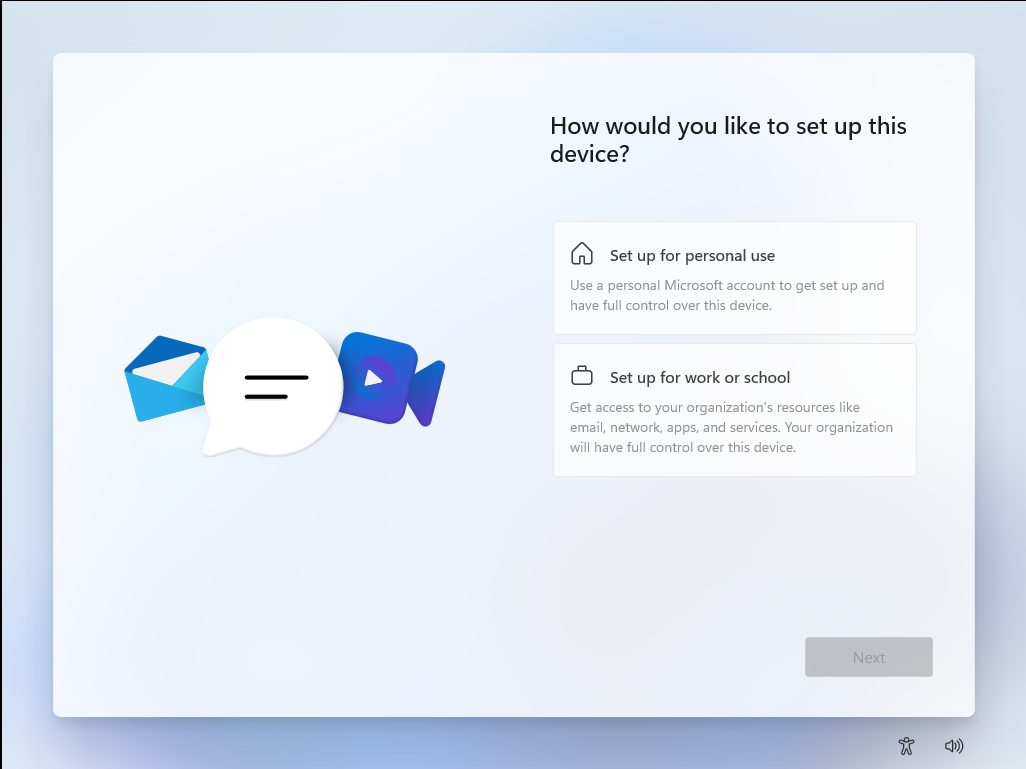 How would you like to set up this
device?
Set up for personal use
Use a personal Microsoft account to get set up and
have full control over this device.
Set up for work or school
Get access to your organization's resources like
email, network, apps, and services. Your organization
will have full control over this device.
Next